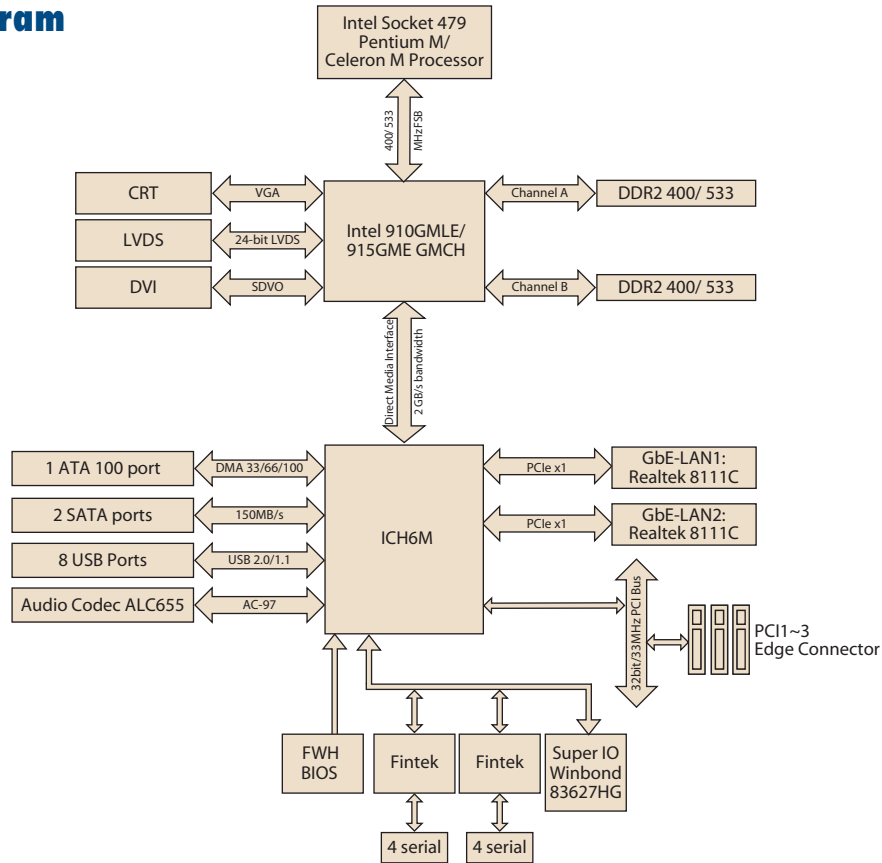 ram
Intel Socket 479
Pentium M/
Celeron M Processor
400/ 533
MHz FSB
CRT
VGA
LVDS
24-bit LVDS
DVI
SDVO
Intel 910GMLE/
915GME GMCH
Channel A
DDR2 400/ 533
Channel B
DDR2 400/ 533
Direct Media Interface
2 GB/s bandwidth
1 ATA 100 port
DMA 33/66/100
2 SATA ports
150MB/s
8 USB Ports
USB 2.0/1.1
Audio Codec ALC655
AC-97
ICH6M
PCIe x1
GbE-LAN1:
Realtek 8111C
PCIe x1
GbE-LAN2:
Realtek 8111C
32bit/33MHz PCI Bus
PCI1~3
Edge Connector
FWH
BIOS
Fintek
Fintek
Super IO
Winbond
83627HG
4 serial
4 serial